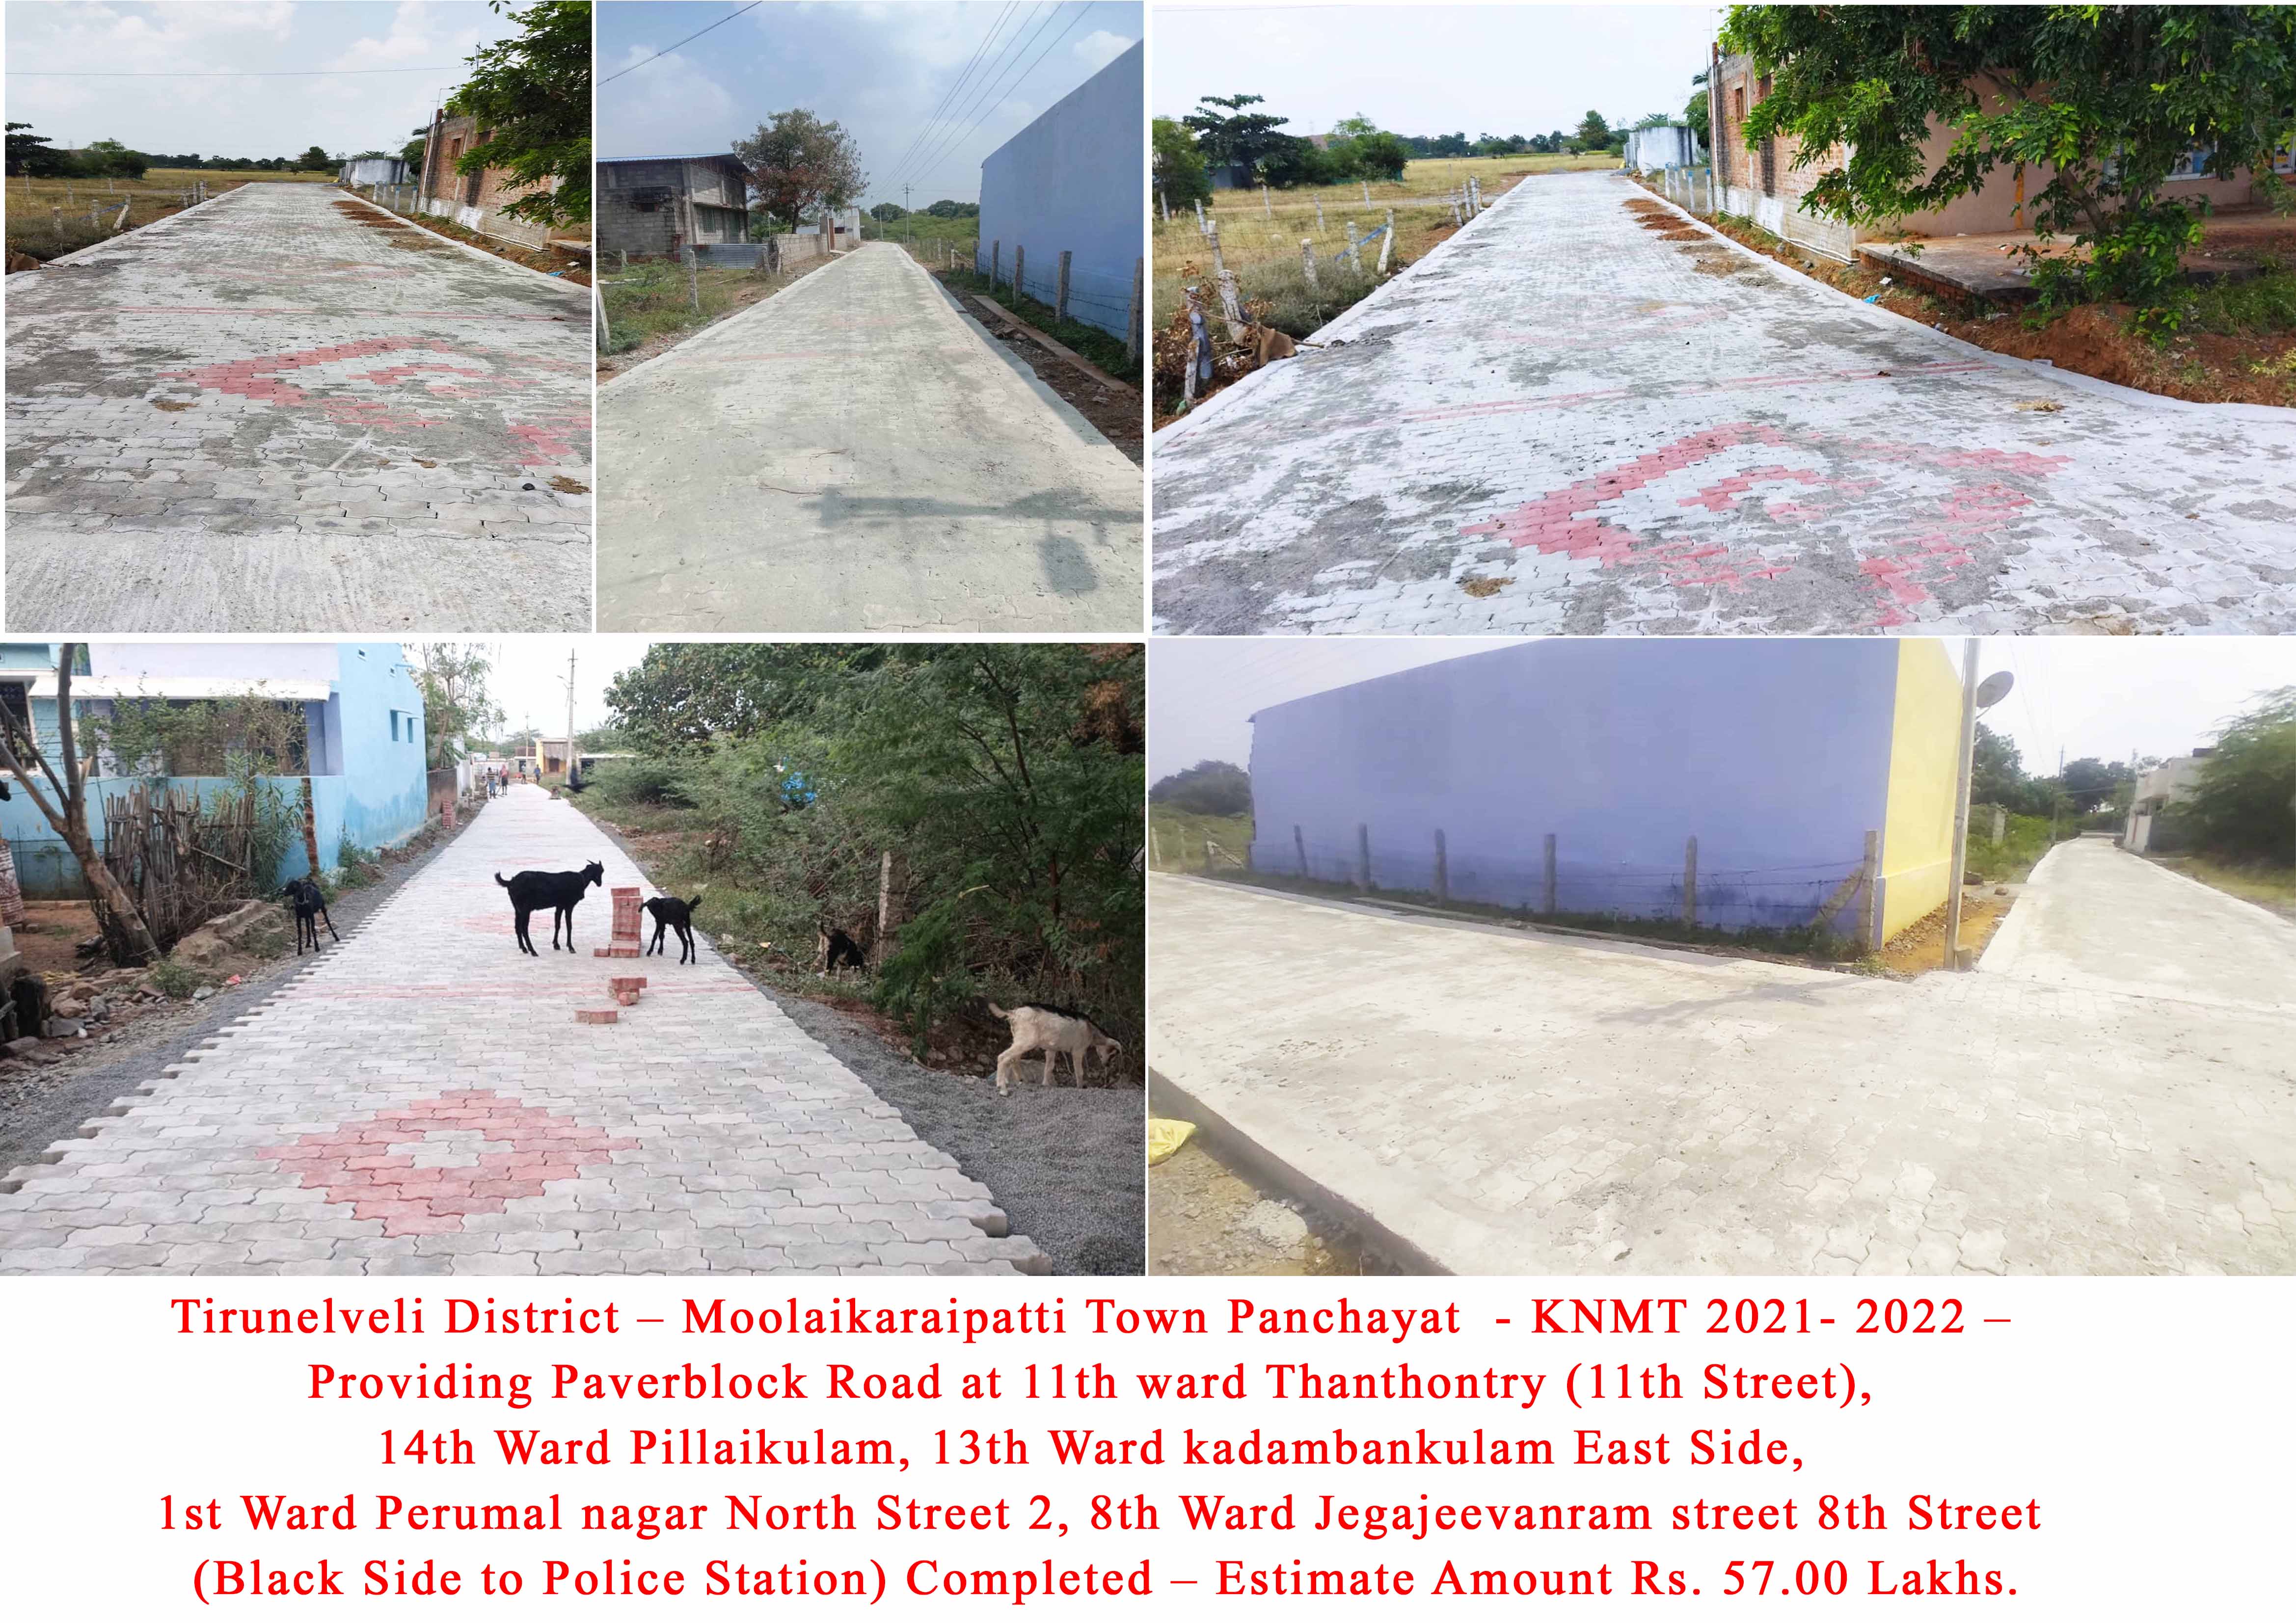 Tirunelveli District – Moolaikaraipatti Town Panchayat - KNMT 2021- 2022 –
Providing Paverblock Road at 11th ward Thanthontry (11th Street),
14th Ward Pillaikulam, 13th Ward kadambankulam East Side,
1st Ward Perumal nagar North Street 2, 8th Ward Jegajeevanram street 8th Street
(Black Side to Police Station) Completed – Estimate Amount Rs. 57.00 Lakhs.